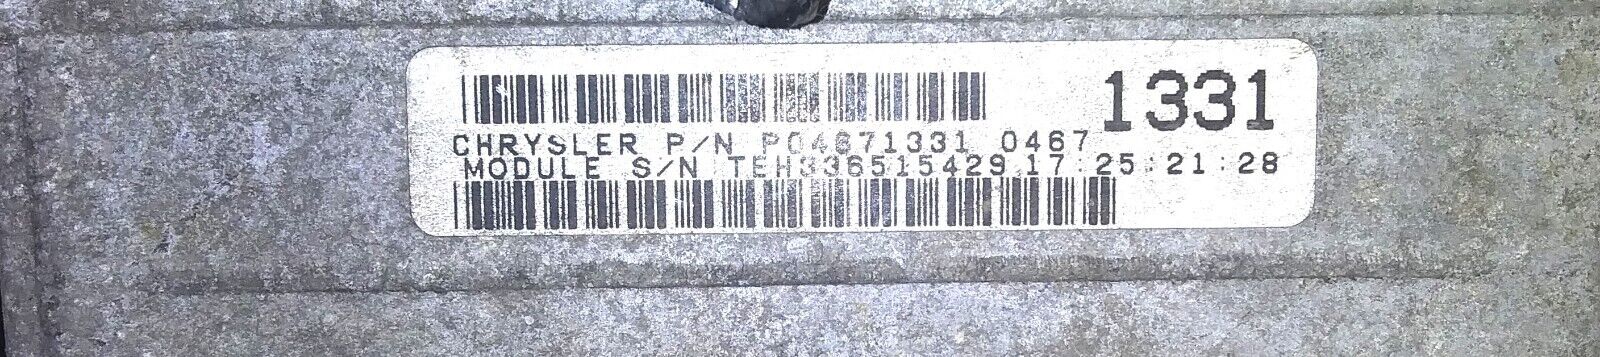 1331
CHRYSLER P/N P04671331 0467
MODULE S/N TEH336515429 17:25:21:28